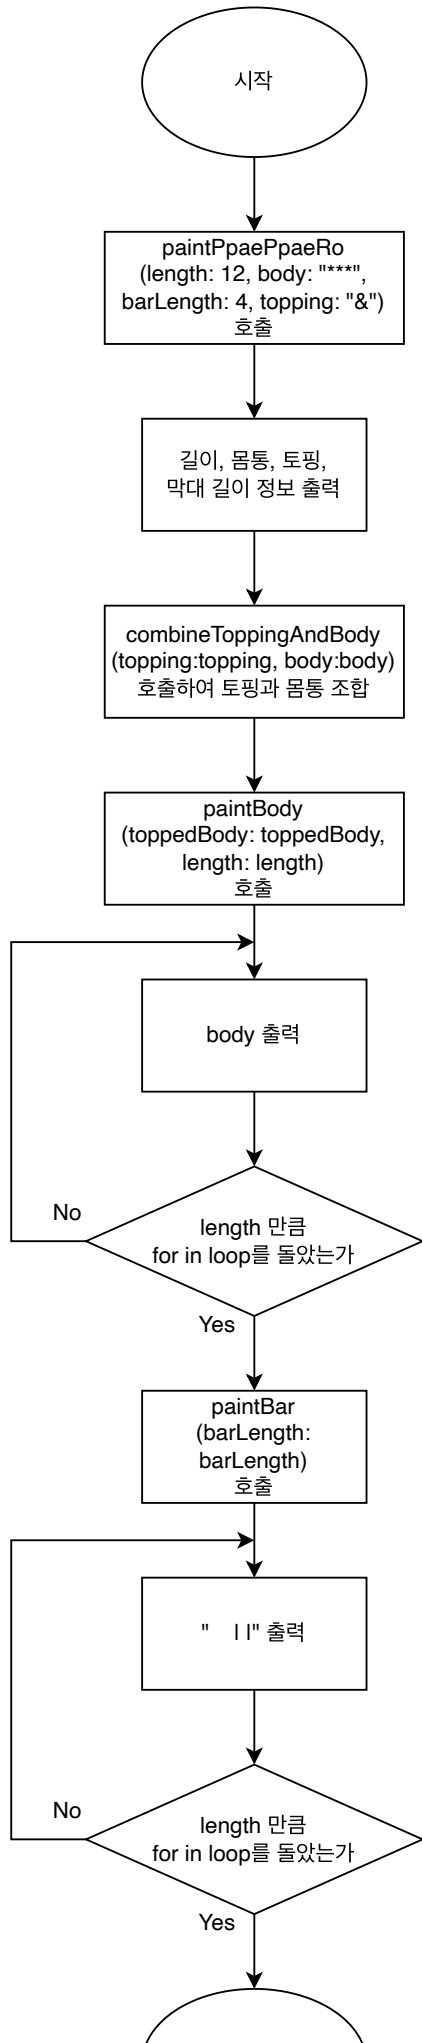 시작
paintPpaePpaeRo
(length: 12, body: "***",
barLength: 4, topping: "&")
호출
길이, 몸통, 토핑,
막대 길이 정보 출력
combineToppingAndBody
(topping:topping, body:body)
호출하여 토핑과 몸통 조합
paintBody
(toppedBody: toppedBody,
length: length)
호출
body 출력
length 만큼
for in loop를 돌았는가
No
Yes
paintBar
(barLength:
barLength)
호출
"    | |" 출력
length 만큼
for in loop를 돌았는가
No
Yes